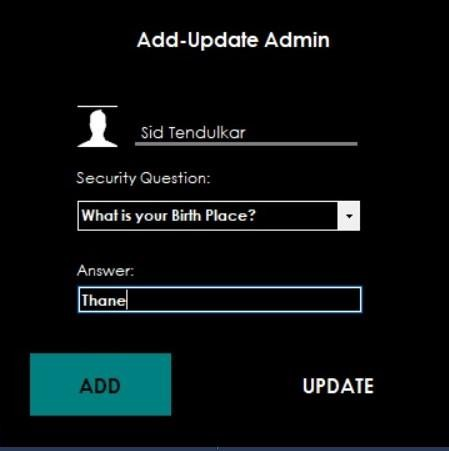 Add-Update Admin
Sid Tendulkar
Security Question:
What is your Birth Place?
Answer:
Thane
ADD UPDATE